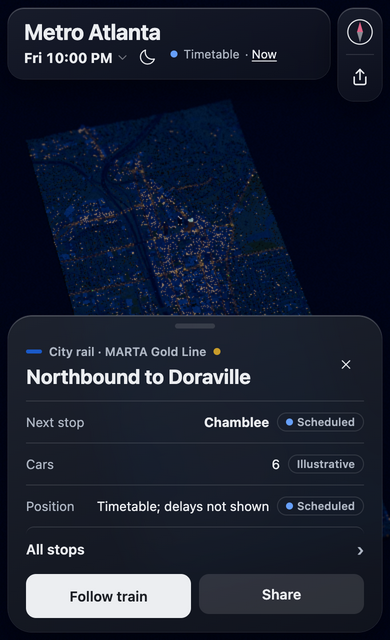 Metro Atlanta
Fri 10:00 PM
Timetable · Now
City rail · MARTA Gold Line
Northbound to Doraville
Next stop Chamblee Scheduled
Cars 6 Illustrative
Position Timetable; delays not shown Scheduled
All stops
Follow train Share